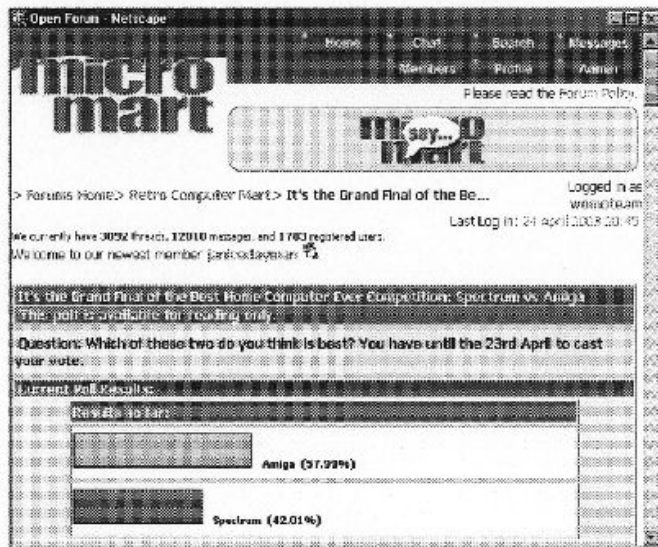 Open Forum - Netscape
Home Chat Search Messages
Members Profile Admin
micro
mart
Please read the Forum Policy.
say...
> Forums Home > Retro Computer Mart > It's the Grand Final of the Be...
Logged in as
Last Log in: 24 April 2003 20:45
We currently have 3092 threads, 12010 messages, and 1703 registered users.
Welcome to our newest member
It's the Grand Final of the Best Home Computer Ever Competition: Spectrum vs Amiga
This poll is available for reading only.
Question: Which of these two do you think is best? You have until the 23rd April to cast
your vote.
Current Poll Results:
Results so far:
Amiga (57.99%)
Spectrum (42.01%)